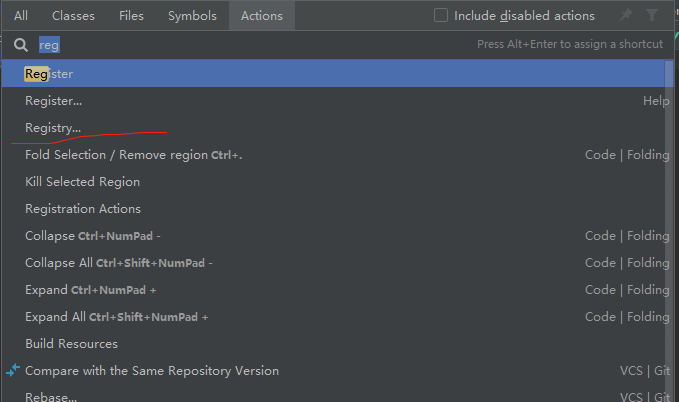 All Classes Files Symbols Actions Include disabled actions
reg Press Alt+Enter to assign a shortcut
Register
Register... Help
Registry...
Fold Selection / Remove region Ctrl+. Code | Folding
Kill Selected Region
Registration Actions
Collapse Ctrl+NumPad - Code | Folding
Collapse All Ctrl+Shift+NumPad - Code | Folding
Expand Ctrl+NumPad + Code | Folding
Expand All Ctrl+Shift+NumPad + Code | Folding
Build Resources
Compare with the Same Repository Version VCS | Git
Rebase... VCS | Git